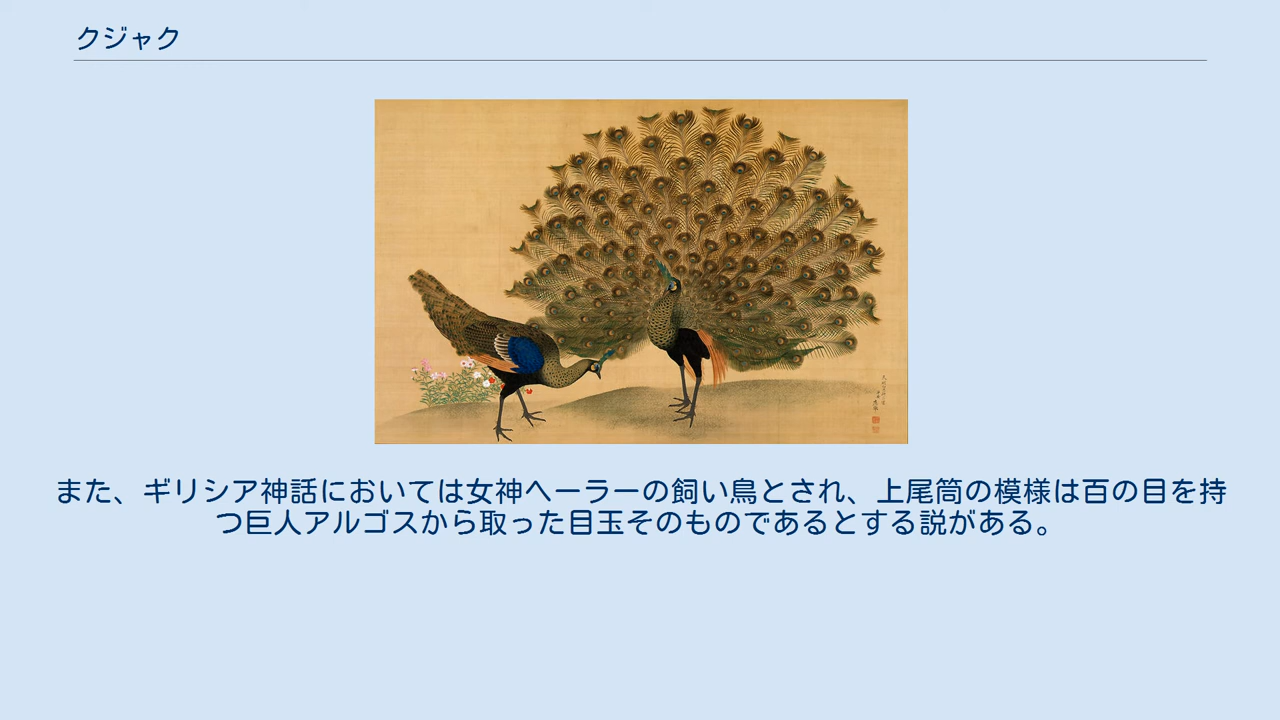 クジャク
また、ギリシア神話においては女神ヘーラーの飼い鳥とされ、上尾筒の模様は百の目を持
つ巨人アルゴスから取った目玉そのものであるとする説がある。